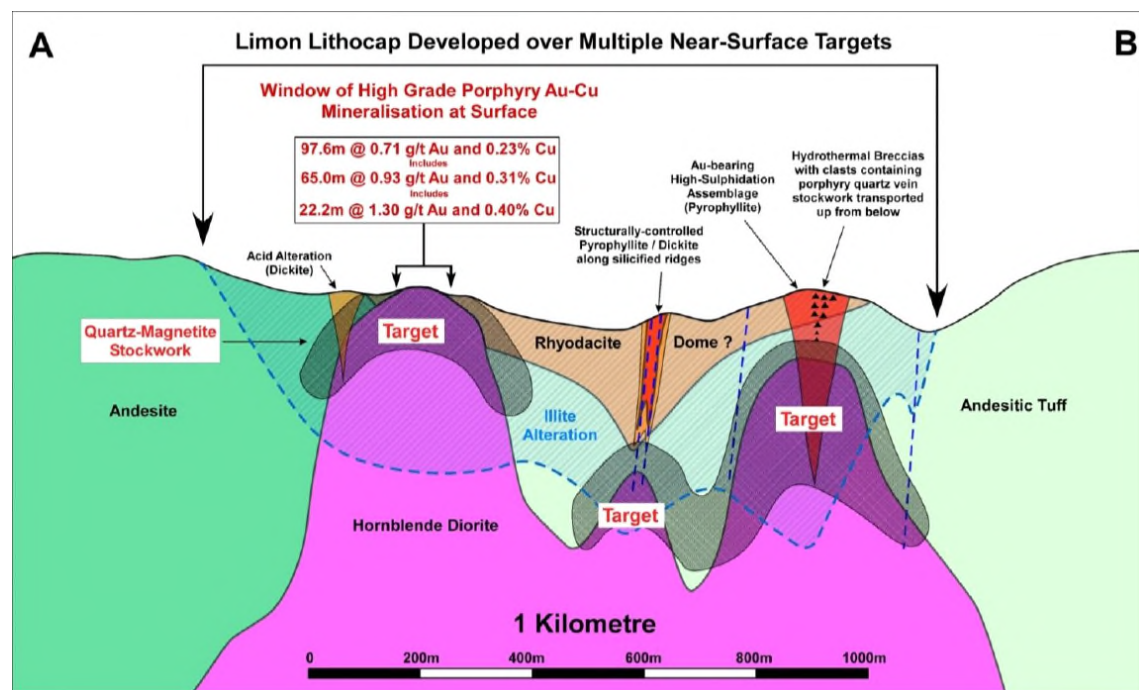 A
B
Limon Lithocap Developed over Multiple Near-Surface Targets
Window of High Grade Porphyry Au-Cu
Mineralisation at Surface
97.6m @ 0.71 g/t Au and 0.23% Cu
Includes
65.0m @ 0.93 g/t Au and 0.31% Cu
Includes
22.2m @ 1.30 g/t Au and 0.40% Cu
Au-bearing
High-Sulphidation
Assemblage
(Pyrophyllite)
Hydrothermal Breccias
with clasts containing
porphyry quartz vein
stockwork transported
up from below
Structurally-controlled
Pyrophyllite / Dickite
along silicified ridges
Acid Alteration
(Dickite)
Quartz-Magnetite
Stockwork
Target
Rhyodacite
Dome ?
Andesite
Illite
Alteration
Target
Andesitic Tuff
Target
Hornblende Diorite
1 Kilometre
0
200m
400m
600m
800m
1000m